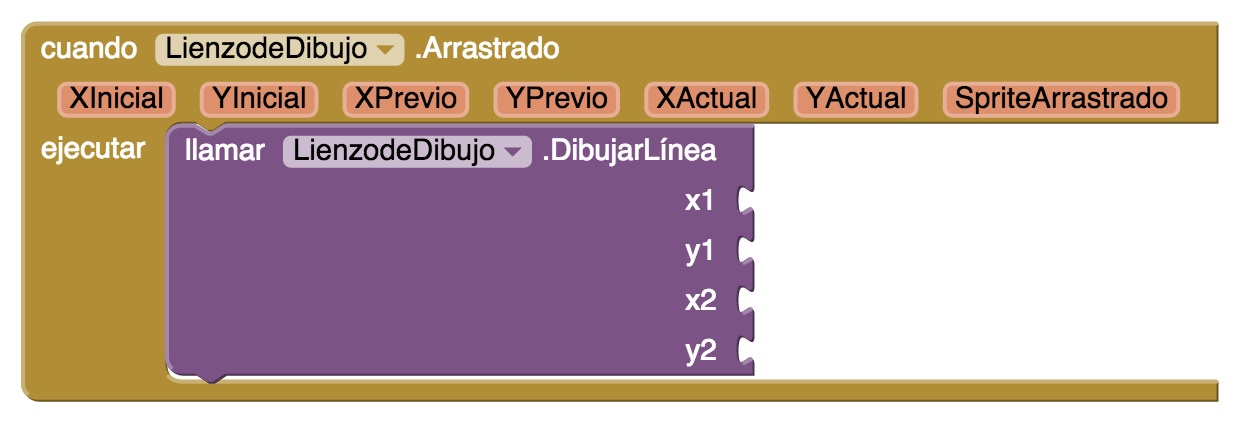 cuando LienzodeDibujo .Arrastrado
XInicial YInicial XPrevio YPrevio XActual YActual SpriteArrastrado
ejecutar llamar LienzodeDibujo .DibujarLínea
x1
y1
x2
y2